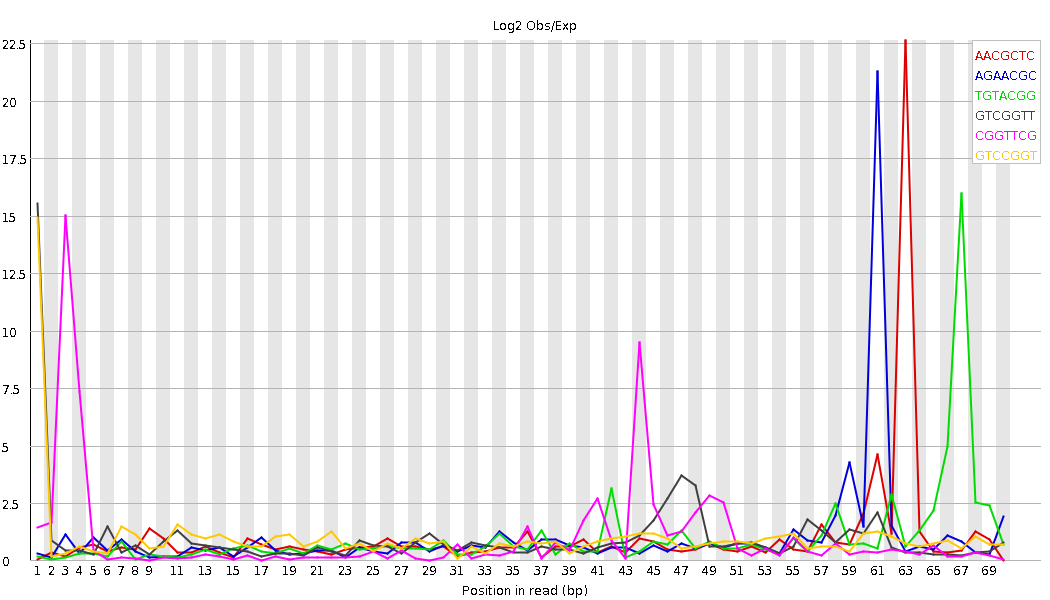 Log2 Obs/Exp
22.5
20
17.5
15
12.5
10
7.5
5
2.5
0
AACGCTC
AGAACGC
TGTACGG
GTCGGTT
CGGTTCG
GTCCGGT
1 2 3 4 5 6 7 8 9 11 13 15 17 19 21 23 25 27 29 31 33 35 37 39 41 43 45 47 49 51 53 55 57 59 61 63 65 67 69
Position in read (bp)